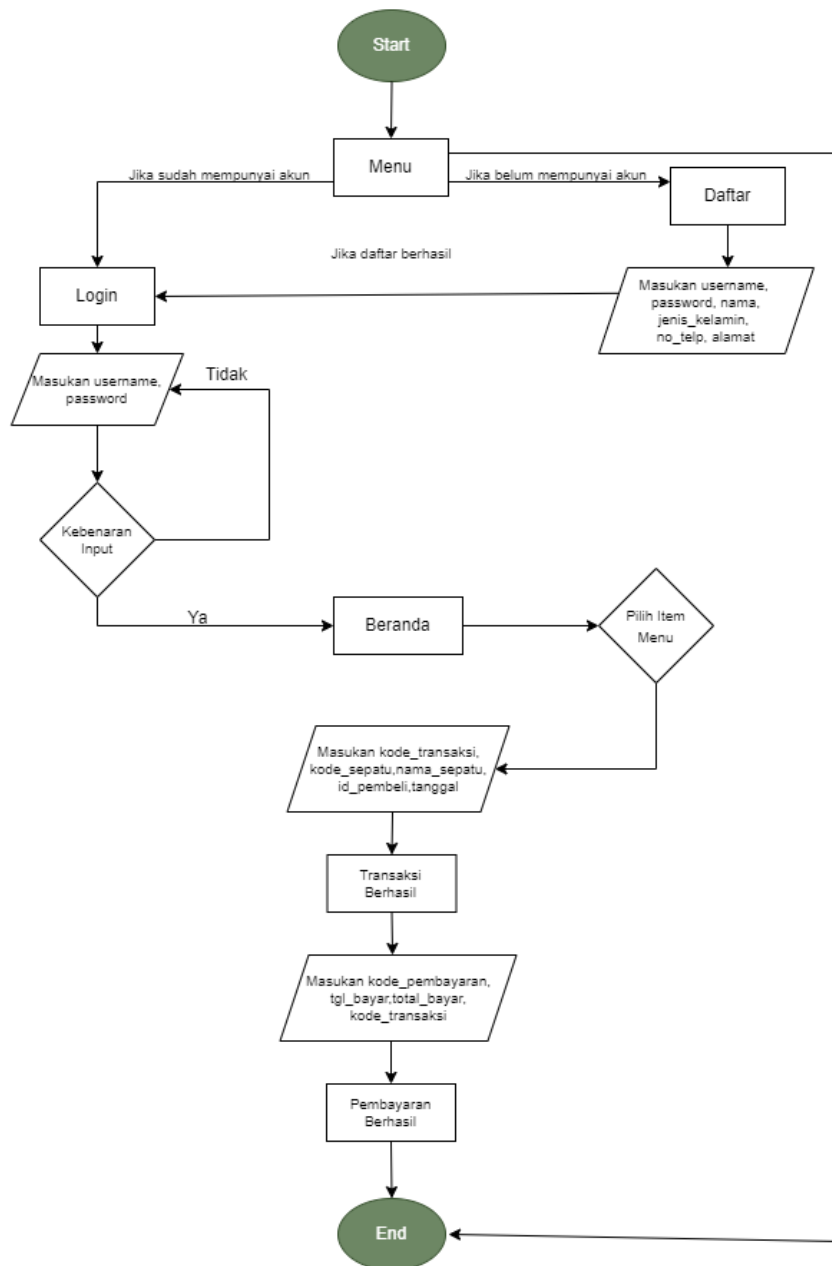 Start
Menu
Jika sudah mempunyai akun
Jika belum mempunyai akun
Daftar
Jika daftar berhasil
Login
Masukan username,
password, nama,
jenis_kelamin,
no_telp, alamat
Masukan username,
password
Tidak
Kebenaran
Input
Ya
Beranda
Pilih Item
Menu
Masukan kode_transaksi,
kode_sepatu,nama_sepatu,
id_pembeli,tanggal
Transaksi
Berhasil
Masukan kode_pembayaran,
tgl_bayar,total_bayar,
kode_transaksi
Pembayaran
Berhasil
End